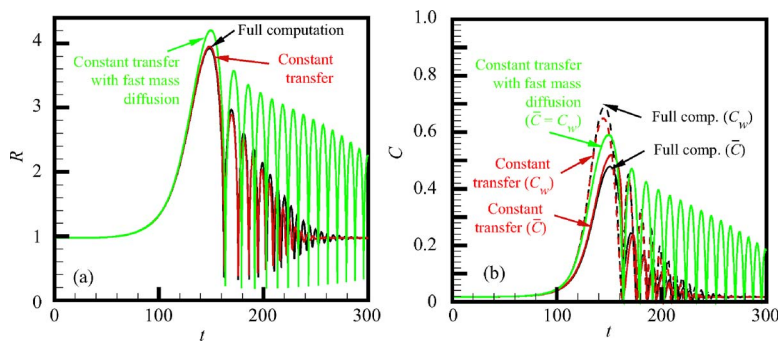 4
3
2
1
0
R
0
100
200
300
t
Constant transfer
with fast mass
diffusion
Full computation
Constant
transfer
(a)
1.0
0.8
0.6
0.4
0.2
0
C
0
100
200
300
t
Constant transfer
with fast mass
diffusion
(C̅ = C_w)
Full comp. (C_w)
Full comp. (C̅)
Constant
transfer (C_w)
Constant
transfer (C̅)
(b)